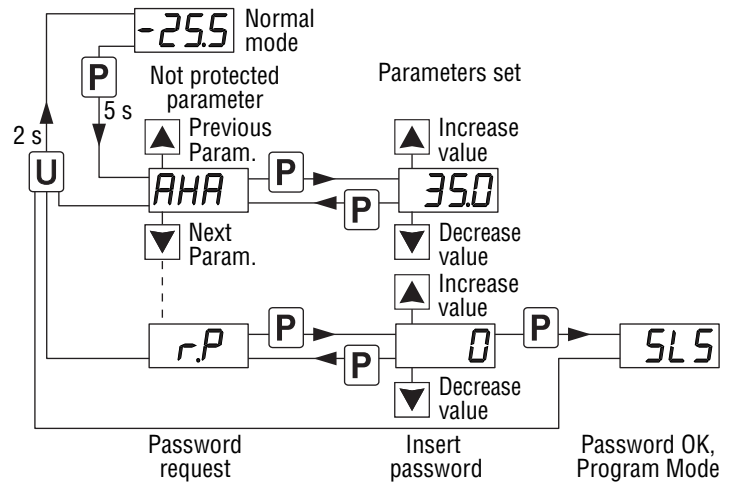 -25.5
Normal
mode
P
5 s
Not protected
parameter
Parameters set
2 s
U
Previous
Param.
AHA
P
P
Increase
value
35.0
Next
Param.
Decrease
value
Increase
value
r.P
P
P
0
P
SLS
Decrease
value
Password
request
Insert
password
Password OK,
Program Mode